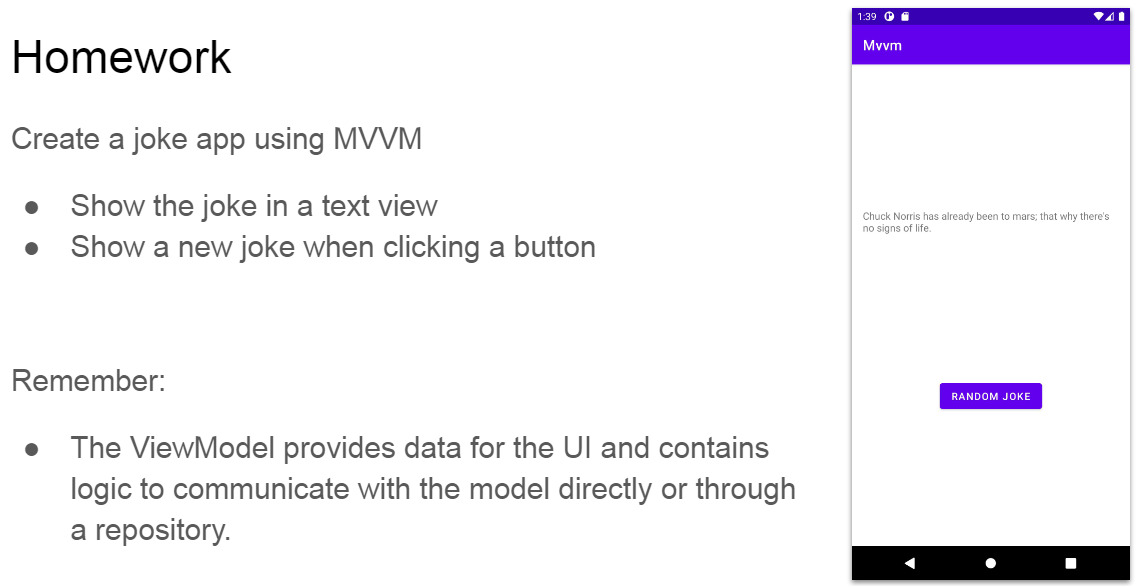 Homework
Create a joke app using MVVM
● Show the joke in a text view
● Show a new joke when clicking a button
Remember:
● The ViewModel provides data for the UI and contains
logic to communicate with the model directly or through
a repository.
1:39
Mvvm
Chuck Norris has already been to mars; that why there's
no signs of life.
RANDOM JOKE